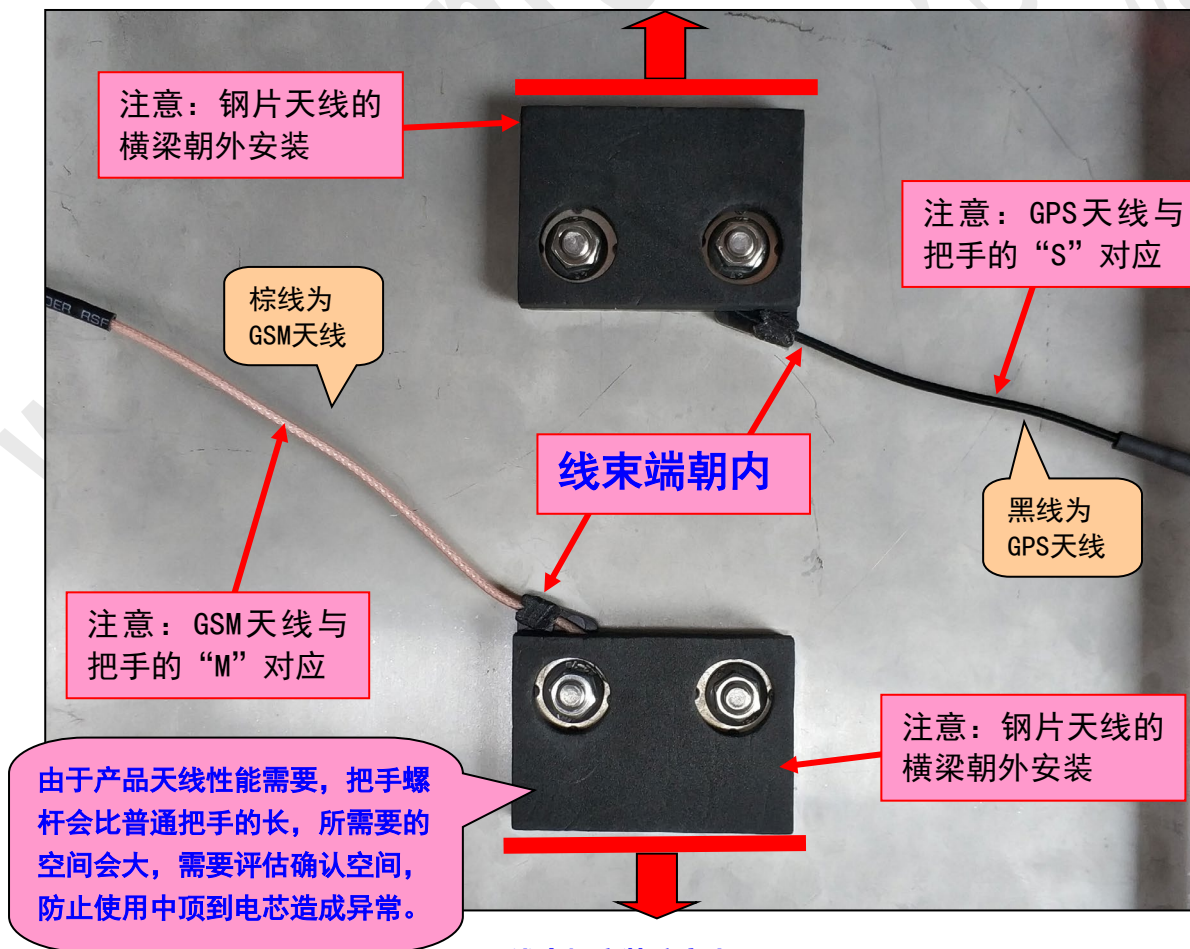 注意：钢片天线的
横梁朝外安装
注意：GPS天线与
把手的“S”对应
棕线为
GSM天线
线束端朝内
黑线为
GPS天线
注意：GSM天线与
把手的“M”对应
注意：钢片天线的
横梁朝外安装
由于产品天线性能需要，把手螺
杆会比普通把手的长，所需要的
空间会大，需要评估确认空间，
防止使用中顶到电芯造成异常。